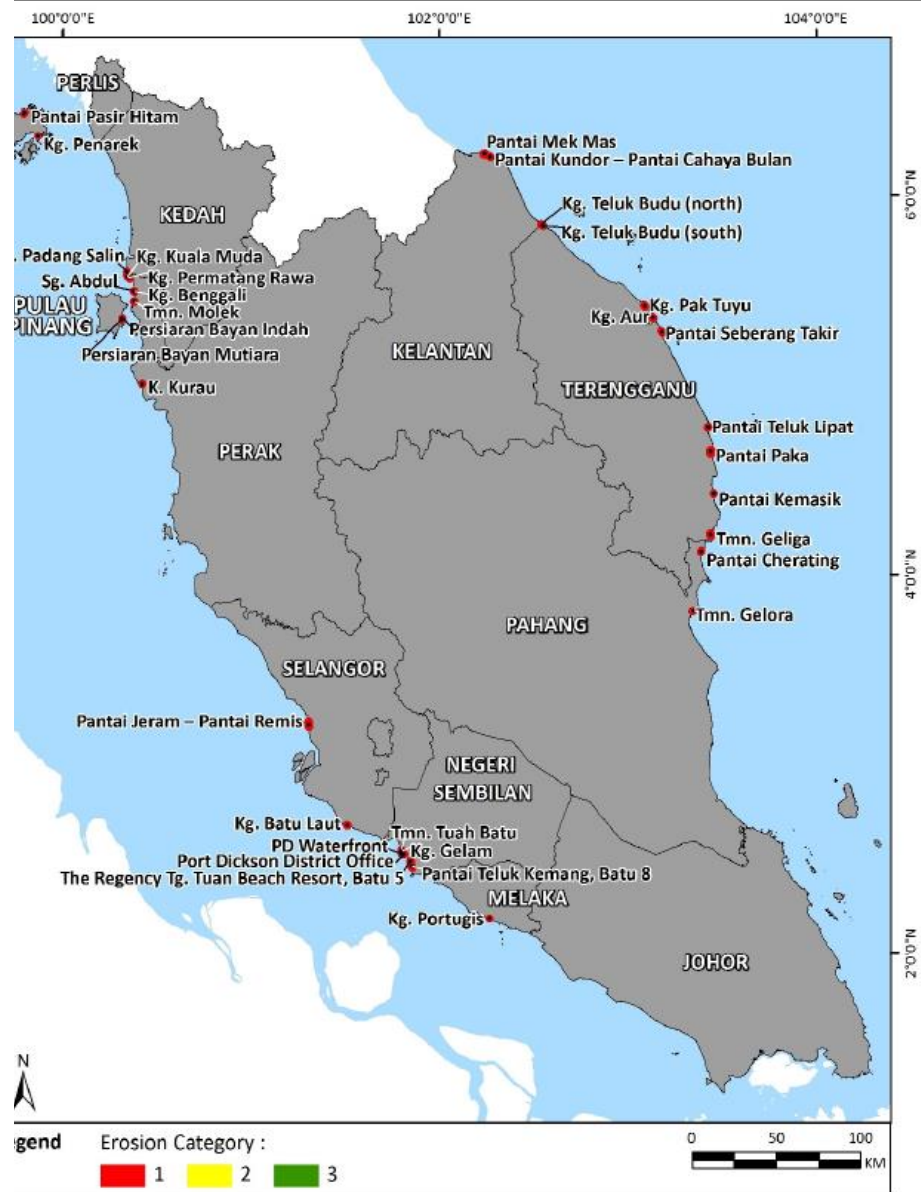 100°0'0"E
102°0'0"E
104°0'0"E
PERLIS
Pantai Pasir Hitam
Kg. Penarek
Pantai Mek Mas
Pantai Kundor – Pantai Cahaya Bulan
6°0'0"N
KEDAH
Kg. Teluk Budu (north)
Kg. Teluk Budu (south)
. Padang Salin
Kg. Kuala Muda
Sg. Abdul
Kg. Permatang Rawa
Kg. Benggali
PULAU
PINANG
Tmn. Molek
Persiaran Bayan Indah
Persiaran Bayan Mutiara
Kg. Pak Tuyu
Kg. Aur
Pantai Seberang Takir
KELANTAN
K. Kurau
TERENGGANU
Pantai Teluk Lipat
PERAK
Pantai Paka
Pantai Kemasik
Tmn. Geliga
Pantai Cherating
4°0'0"N
Tmn. Gelora
PAHANG
SELANGOR
Pantai Jeram – Pantai Remis
NEGERI
SEMBILAN
Kg. Batu Laut
Tmn. Tuah Batu
PD Waterfront
Kg. Gelam
Port Dickson District Office
Pantai Teluk Kemang, Batu 8
The Regency Tg. Tuan Beach Resort, Batu 5
MELAKA
Kg. Portugis
2°0'0"N
JOHOR
N
egend
Erosion Category :
1
2
3
0 50 100
KM